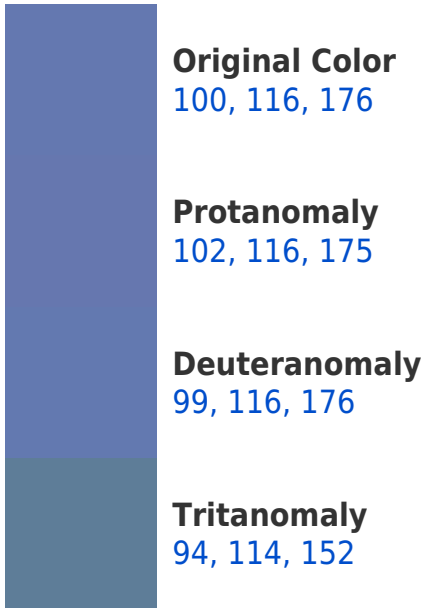 Original Color
100, 116, 176
Protanomaly
102, 116, 175
Deuteranomaly
99, 116, 176
Tritanomaly
94, 114, 152